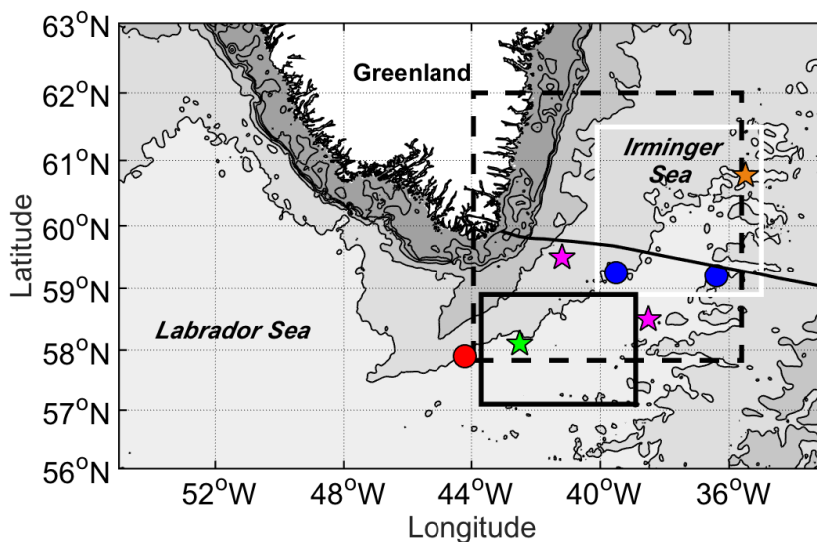 63°N
62°N
61°N
60°N
59°N
58°N
57°N
56°N
Latitude
Greenland
Irminger
Sea
Labrador Sea
52°W
48°W
44°W
40°W
36°W
Longitude